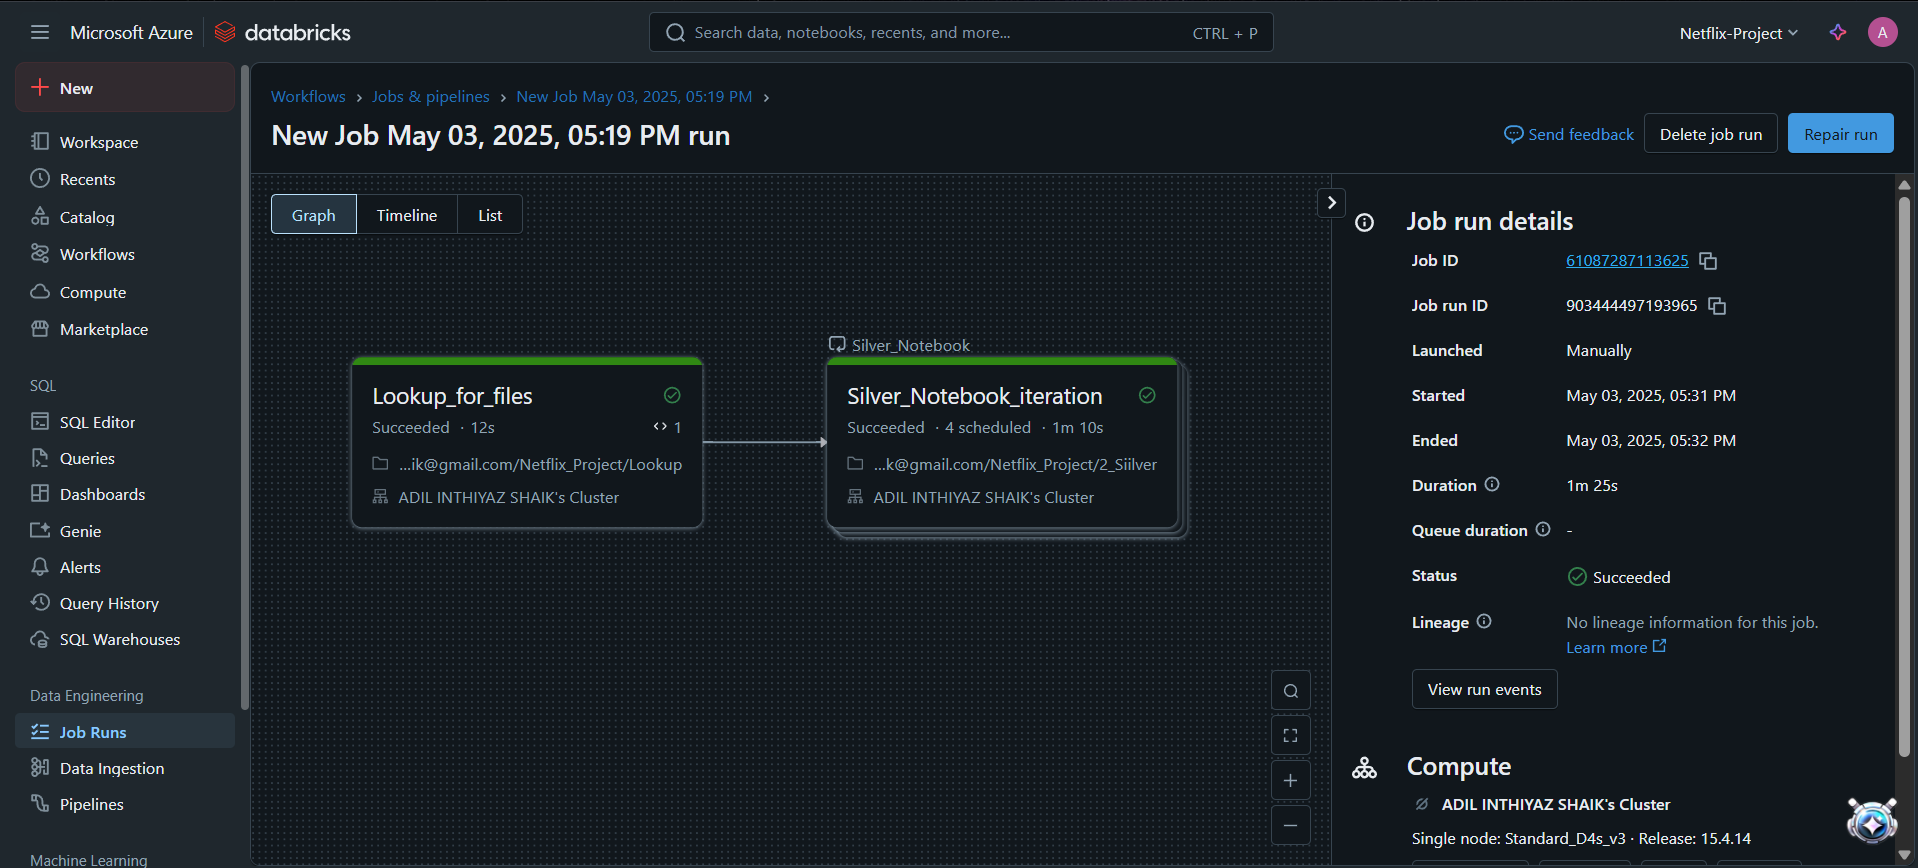 Microsoft Azure
databricks
Search data, notebooks, recents, and more...
CTRL + P
Netflix-Project
A
New
Workspace
Recents
Catalog
Workflows
Compute
Marketplace
SQL
SQL Editor
Queries
Dashboards
Genie
Alerts
Query History
SQL Warehouses
Data Engineering
Job Runs
Data Ingestion
Pipelines
Machine Learning
Workflows › Jobs & pipelines › New Job May 03, 2025, 05:19 PM ›
New Job May 03, 2025, 05:19 PM run
Send feedback
Delete job run
Repair run
Graph
Timeline
List
Lookup_for_files
Succeeded · 12s
<> 1
...ik@gmail.com/Netflix_Project/Lookup
ADIL INTHIYAZ SHAIK's Cluster
Silver_Notebook
Silver_Notebook_iteration
Succeeded · 4 scheduled · 1m 10s
...k@gmail.com/Netflix_Project/2_Siilver
ADIL INTHIYAZ SHAIK's Cluster
Job run details
Job ID 61087287113625
Job run ID 903444497193965
Launched Manually
Started May 03, 2025, 05:31 PM
Ended May 03, 2025, 05:32 PM
Duration 1m 25s
Queue duration -
Status Succeeded
Lineage No lineage information for this job.
Learn more
View run events
Compute
ADIL INTHIYAZ SHAIK's Cluster
Single node: Standard_D4s_v3 · Release: 15.4.14